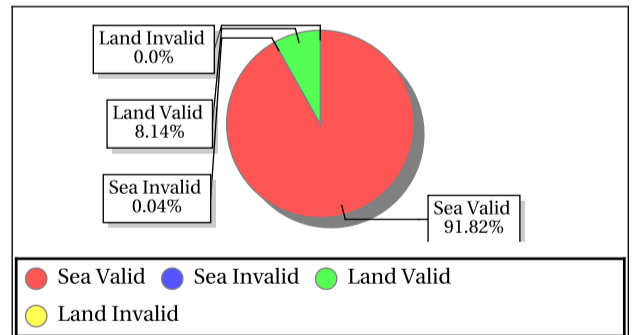 Land Invalid
0.0%
Land Valid
8.14%
Sea Invalid
0.04%
Sea Valid
91.82%
Sea Valid Sea Invalid Land Valid
Land Invalid